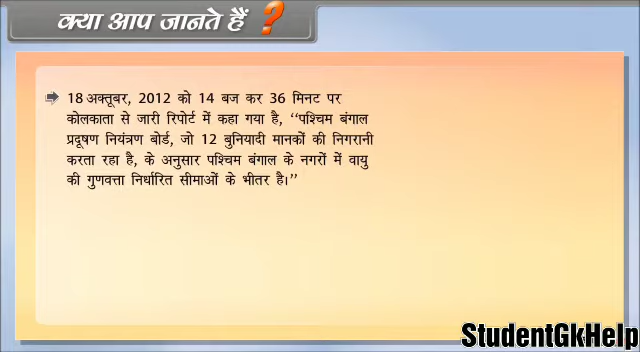 क्या आप जानते हैं ?
18 अक्तूबर, 2012 को 14 बज कर 36 मिनट पर
कोलकाता से जारी रिपोर्ट में कहा गया है, ‘‘पश्चिम बंगाल
प्रदूषण नियंत्रण बोर्ड, जो 12 बुनियादी मानकों की निगरानी
करता रहा है, के अनुसार पश्चिम बंगाल के नगरों में वायु
की गुणवत्ता निर्धारित सीमाओं के भीतर है।’’
StudentGkHelp